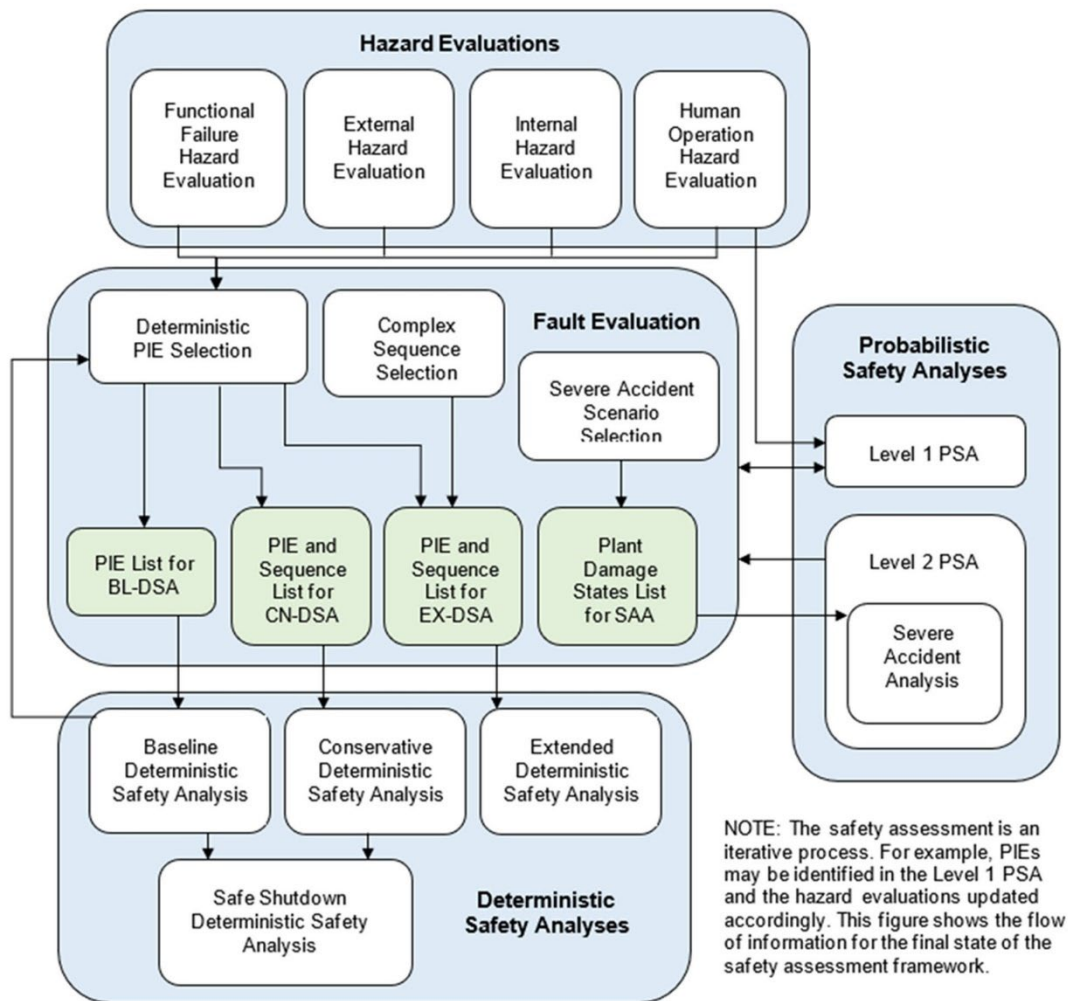 Hazard Evaluations
Functional
Failure
Hazard
Evaluation
External
Hazard
Evaluation
Internal
Hazard
Evaluation
Human
Operation
Hazard
Evaluation
Fault Evaluation
Deterministic
PIE Selection
Complex
Sequence
Selection
Severe Accident
Scenario
Selection
PIE List for
BL-DSA
PIE and
Sequence
List for
CN-DSA
PIE and
Sequence
List for
EX-DSA
Plant
Damage
States List
for SAA
Probabilistic
Safety Analyses
Level 1 PSA
Level 2 PSA
Severe
Accident
Analysis
Baseline
Deterministic
Safety Analysis
Conservative
Deterministic
Safety Analysis
Extended
Deterministic
Safety Analysis
Safe Shutdown
Deterministic Safety
Analysis
Deterministic
Safety Analyses
NOTE: The safety assessment is an
iterative process. For example, PIEs
may be identified in the Level 1 PSA
and the hazard evaluations updated
accordingly. This figure shows the flow
of information for the final state of the
safety assessment framework.